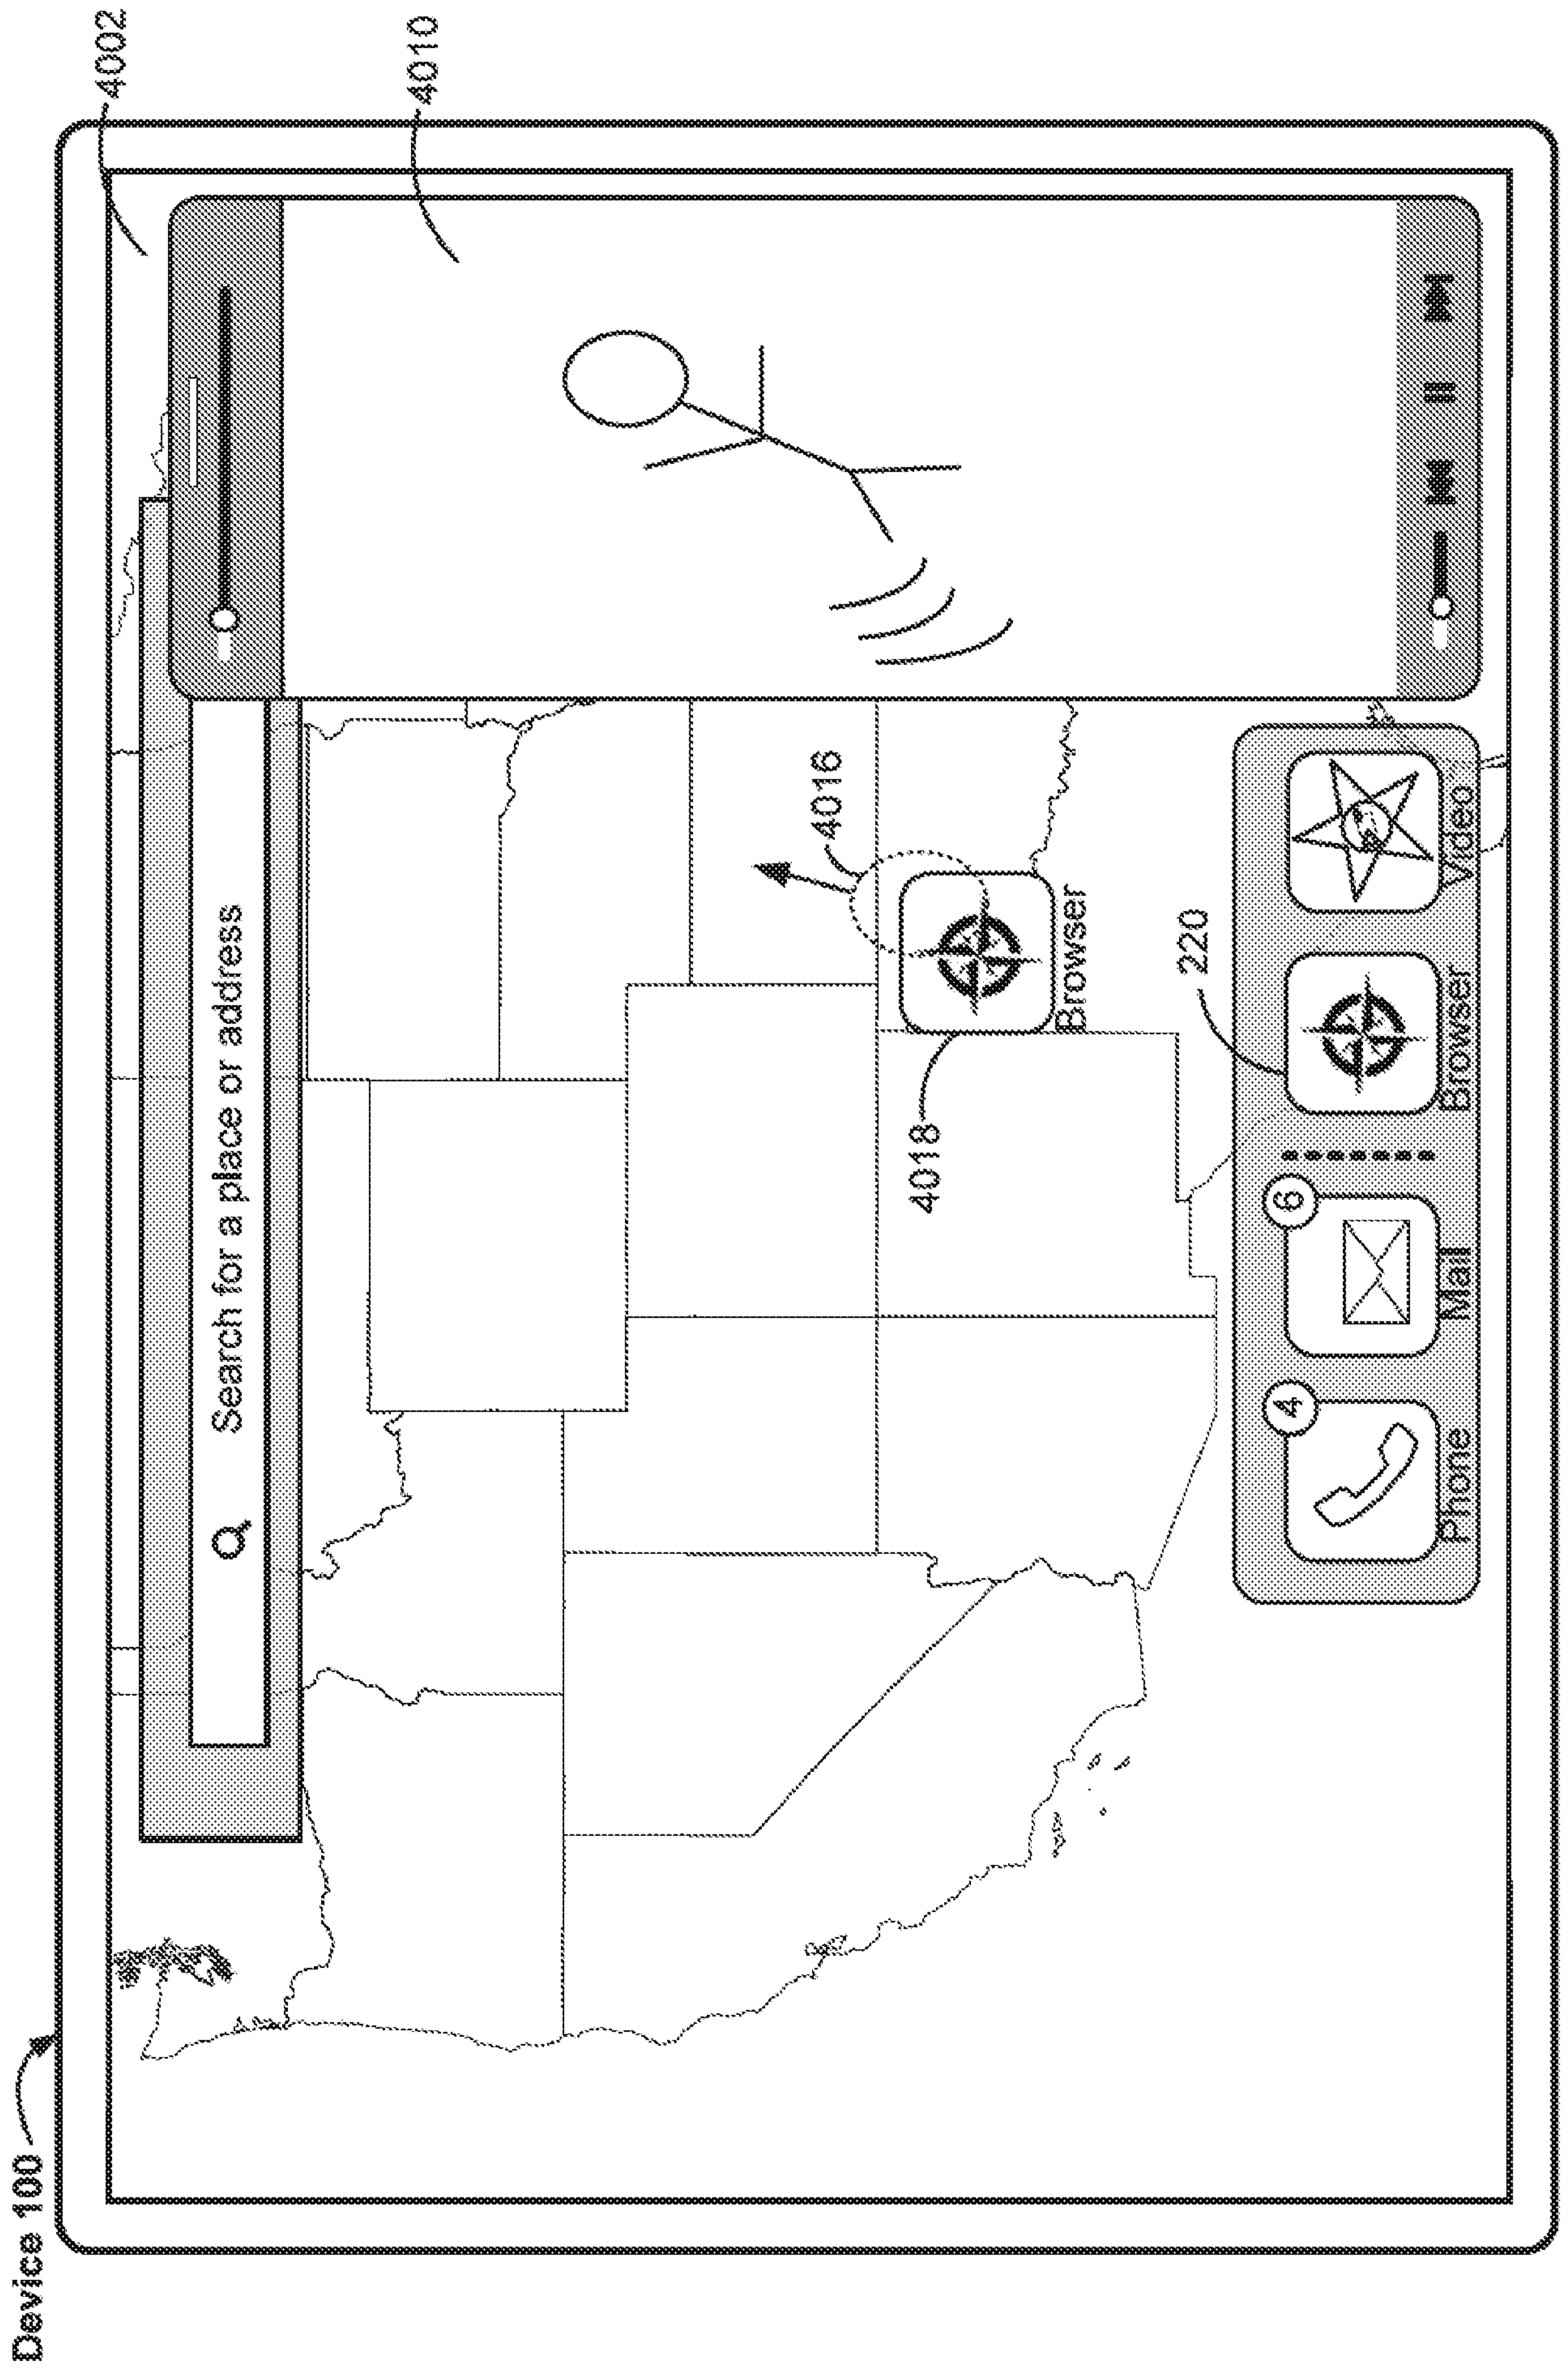 Device 100
4002
Search for a place or address
4010
4016
4018
Browser
220
4
6
Phone
Mail
Browser
Video